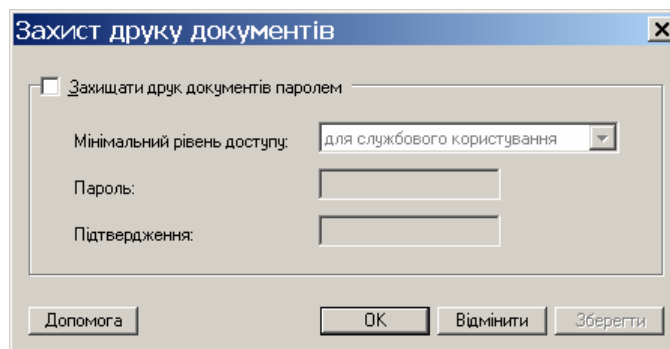 Захист друку документів
Захищати друк документів паролем
Мінімальний рівень доступу: для службового користування
Пароль:
Підтвердження:
Допомога OK Відмінити Зберегти